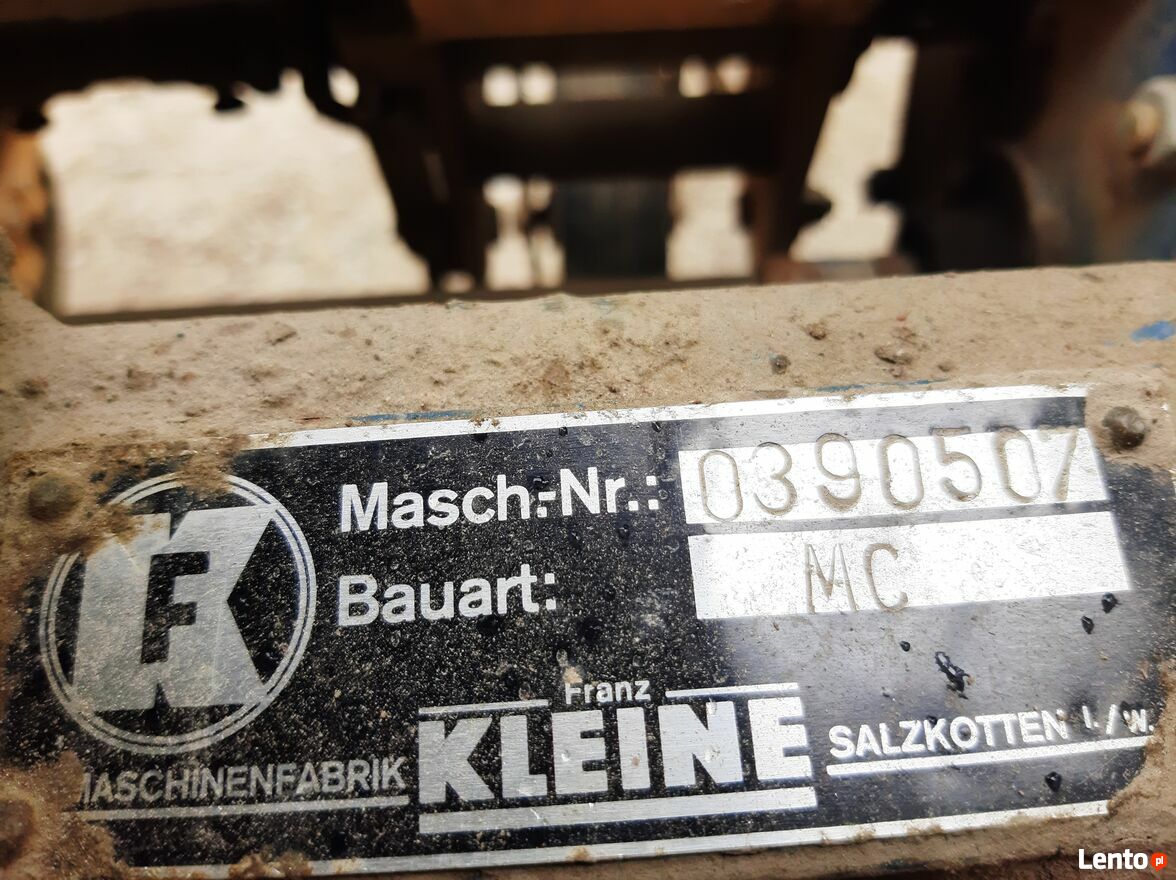 Masch.-Nr.: 0390507
Bauart: MC
FK
Franz
MASCHINENFABRIK KLEINE SALZKOTTEN i./W.
Lento.pl